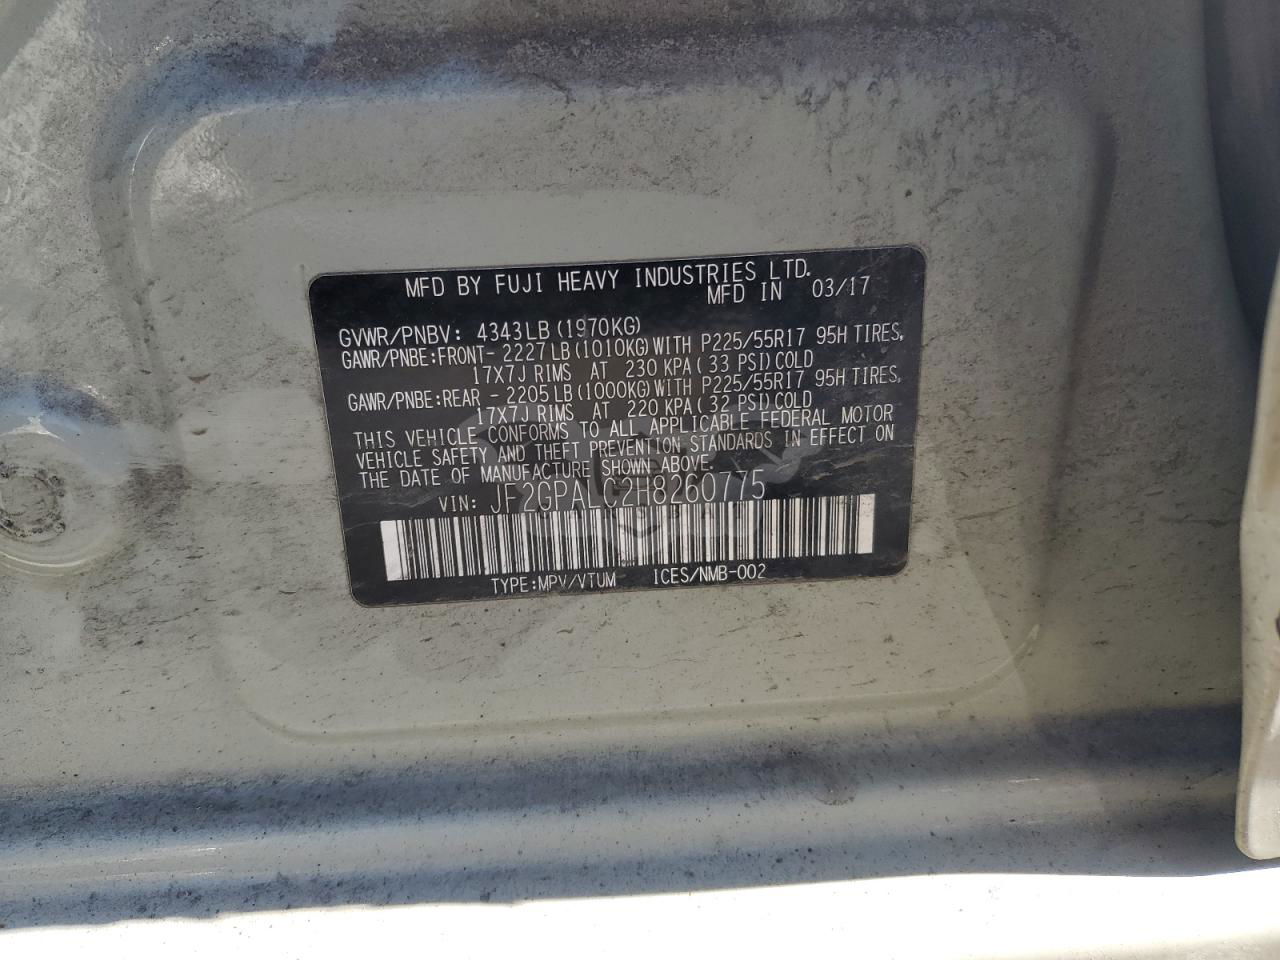 MFD BY FUJI HEAVY INDUSTRIES LTD.
MFD IN 03/17
GVWR/PNBV: 4343LB (1970KG)
GAWR/PNBE:FRONT- 2227LB (1010KG) WITH P225/55R17 95H TIRES,
17X7J RIMS AT 230 KPA ( 33 PSI) COLD
GAWR/PNBE:REAR - 2205LB (1000KG) WITH P225/55R17 95H TIRES,
17X7J RIMS AT 220 KPA ( 32 PSI) COLD
THIS VEHICLE CONFORMS TO ALL APPLICABLE FEDERAL MOTOR
VEHICLE SAFETY AND THEFT PREVENTION STANDARDS IN EFFECT ON
THE DATE OF MANUFACTURE SHOWN ABOVE.
VIN: JF2GPALC2H8260775
TYPE:MPV/VTUM ICES/NMB-002